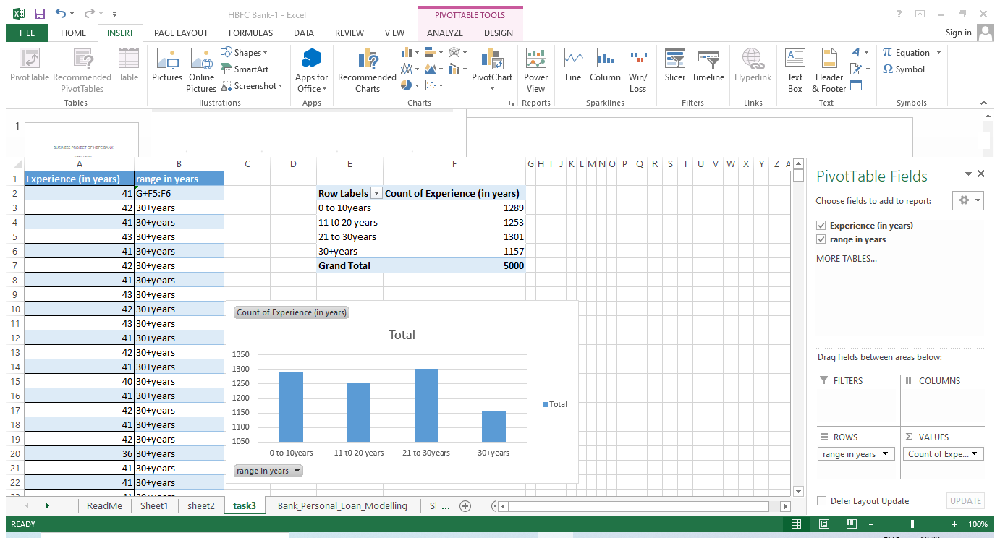 HBFC Bank-1 - Excel
PIVOTTABLE TOOLS
?
FILE HOME INSERT PAGE LAYOUT FORMULAS DATA REVIEW VIEW ANALYZE DESIGN
Sign in
PivotTable
Recommended PivotTables
Table
Tables
Pictures
Online Pictures
Shapes
SmartArt
Screenshot
Illustrations
Apps for Office
Apps
Recommended Charts
PivotChart
Charts
Power View
Reports
Line
Column
Win/ Loss
Sparklines
Slicer
Timeline
Filters
Hyperlink
Links
Text Box
Header & Footer
Text
π Equation
Ω Symbol
Symbols
1
BUSINESS PROJECT OF HBFC BANK
A B C D E F G H I J K L M N O P Q R S T U V W X Y Z A
1 Experience (in years) range in years
2 41 G+F5:F6 Row Labels Count of Experience (in years)
3 42 30+years 0 to 10years 1289
4 41 30+years 11 t0 20 years 1253
5 43 30+years 21 to 30years 1301
6 41 30+years 30+years 1157
7 42 30+years Grand Total 5000
8 41 30+years
9 43 30+years
10 42 30+years
11 43 30+years
12 41 30+years
13 42 30+years
14 41 30+years
15 40 30+years
16 41 30+years
17 42 30+years
18 41 30+years
19 42 30+years
20 36 30+years
21 41 30+years
22 41 30+years
Count of Experience (in years)
Total
1350
1300
1250
1200
1150
1100
1050
0 to 10years 11 t0 20 years 21 to 30years 30+years
Total
range in years
PivotTable Fields
Choose fields to add to report:
Experience (in years)
range in years
MORE TABLES...
Drag fields between areas below:
FILTERS COLUMNS
ROWS Σ VALUES
range in years Count of Expe...
Defer Layout Update UPDATE
ReadMe Sheet1 sheet2 task3 Bank_Personal_Loan_Modelling S ...
READY
100%